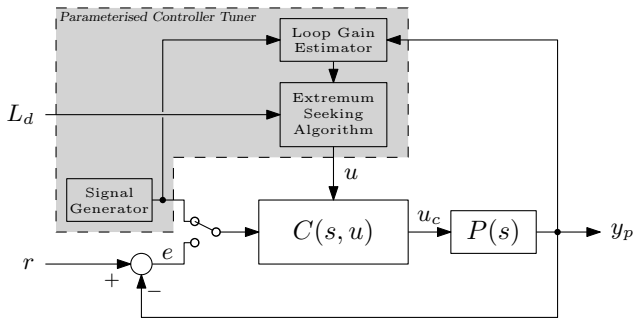 Parameterised Controller Tuner
Loop Gain
Estimator
L_d
Extremum
Seeking
Algorithm
u
Signal
Generator
C(s, u)
u_c
P(s)
y_p
r
e
+
−